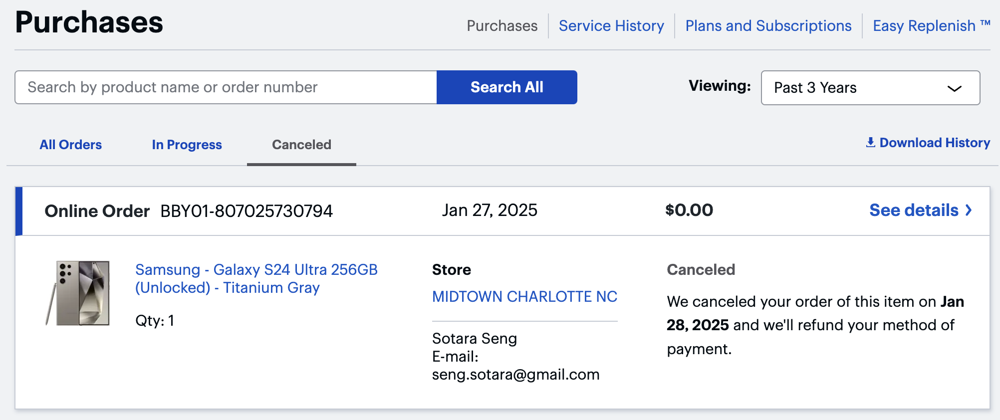 Purchases
Purchases
Service History
Plans and Subscriptions
Easy Replenish ™
Search by product name or order number
Search All
Viewing:
Past 3 Years
All Orders
In Progress
Canceled
Download History
Online Order BBY01-807025730794
Jan 27, 2025
$0.00
See details
Samsung - Galaxy S24 Ultra 256GB
(Unlocked) - Titanium Gray
Qty: 1
Store
MIDTOWN CHARLOTTE NC
Sotara Seng
E-mail:
seng.sotara@gmail.com
Canceled
We canceled your order of this item on Jan
28, 2025 and we'll refund your method of
payment.